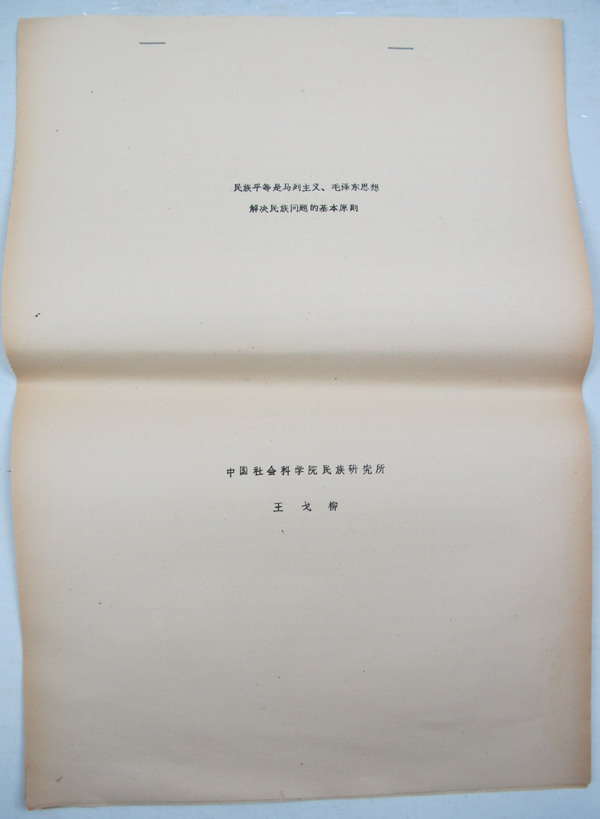 民族平等是马列主义、毛泽东思想
解决民族问题的基本原则
中国社会科学院民族研究所
王戈柳